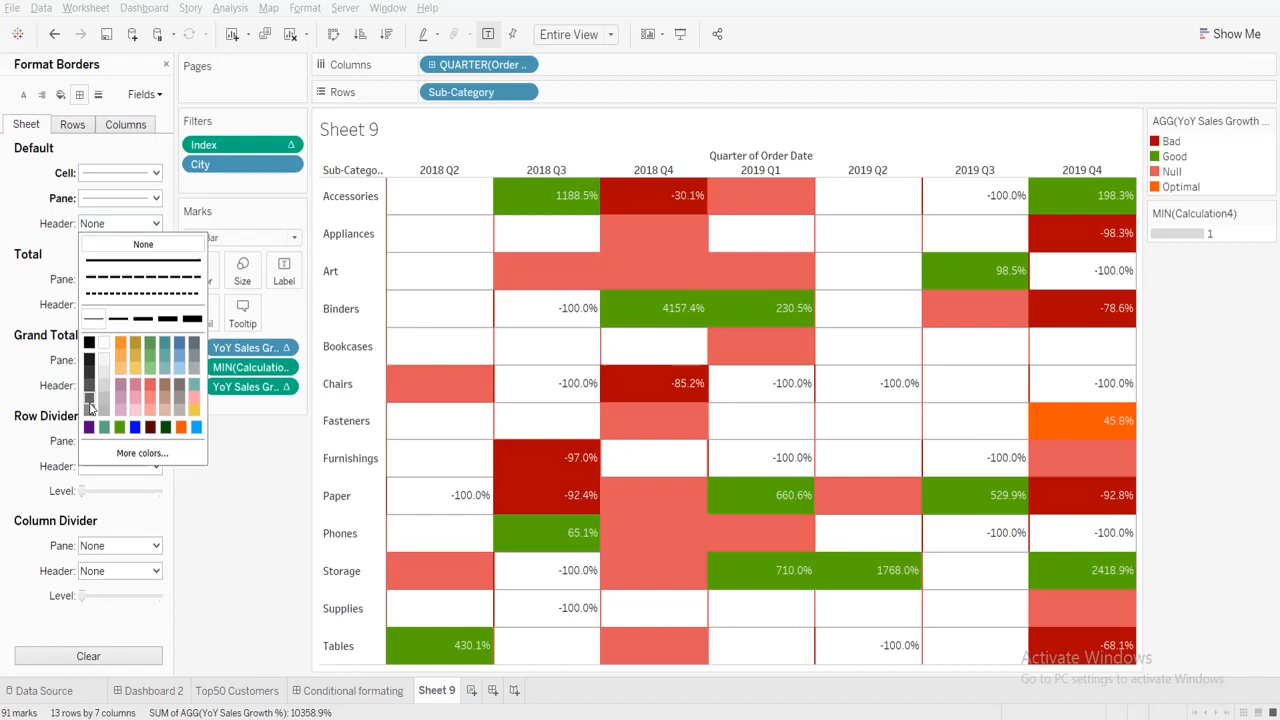 File Data Worksheet Dashboard Story Analysis Map Format Server Window Help
Entire View
Show Me
Format Borders
Fields
Sheet Rows Columns
Default
Cell:
Pane:
Header: None
None
Total
Pane:
Header:
Grand Total
Pane:
Header:
Row Divider
Pane:
Header:
Level:
More colors...
Column Divider
Pane: None
Header: None
Level:
Clear
Pages
Filters
Index
City
Marks
Bar
Size Label
Tooltip
YoY Sales Gr..
MIN(Calculatio..
YoY Sales Gr..
Columns QUARTER(Order ..
Rows Sub-Category
Sheet 9
Quarter of Order Date
Sub-Catego.. 2018 Q2 2018 Q3 2018 Q4 2019 Q1 2019 Q2 2019 Q3 2019 Q4
Accessories 1188.5% -30.1% -100.0% 198.3%
Appliances -98.3%
Art 98.5% -100.0%
Binders -100.0% 4157.4% 230.5% -78.6%
Bookcases
Chairs -100.0% -85.2% -100.0% -100.0% -100.0%
Fasteners 45.8%
Furnishings -97.0% -100.0% -100.0%
Paper -100.0% -92.4% 660.6% 529.9% -92.8%
Phones 65.1% -100.0% -100.0%
Storage -100.0% 710.0% 1768.0% 2418.9%
Supplies -100.0%
Tables 430.1% -100.0% -68.1%
AGG(YoY Sales Growth ...
Bad
Good
Null
Optimal
MIN(Calculation4)
1
Activate Windows
Go to PC settings to activate Windows.
Data Source Dashboard 2 Top50 Customers Conditional formating Sheet 9
91 marks 13 rows by 7 columns SUM of AGG(YoY Sales Growth %): 10358.9%